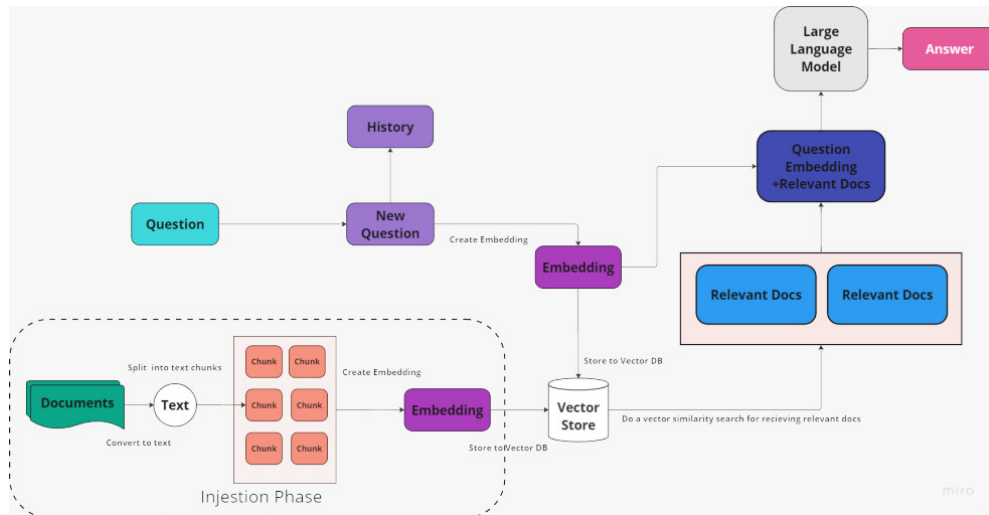 Large
Language
Model
Answer
History
Question
Embedding
+Relevant Docs
Question
New
Question
Create Embedding
Embedding
Relevant Docs
Relevant Docs
Store to Vector DB
Split into text chunks
Chunk
Chunk
Create Embedding
Documents
Text
Chunk
Chunk
Embedding
Vector
Store
Do a vector similarity search for recieving relevant docs
Convert to text
Chunk
Chunk
Store to Vector DB
Injestion Phase
miro